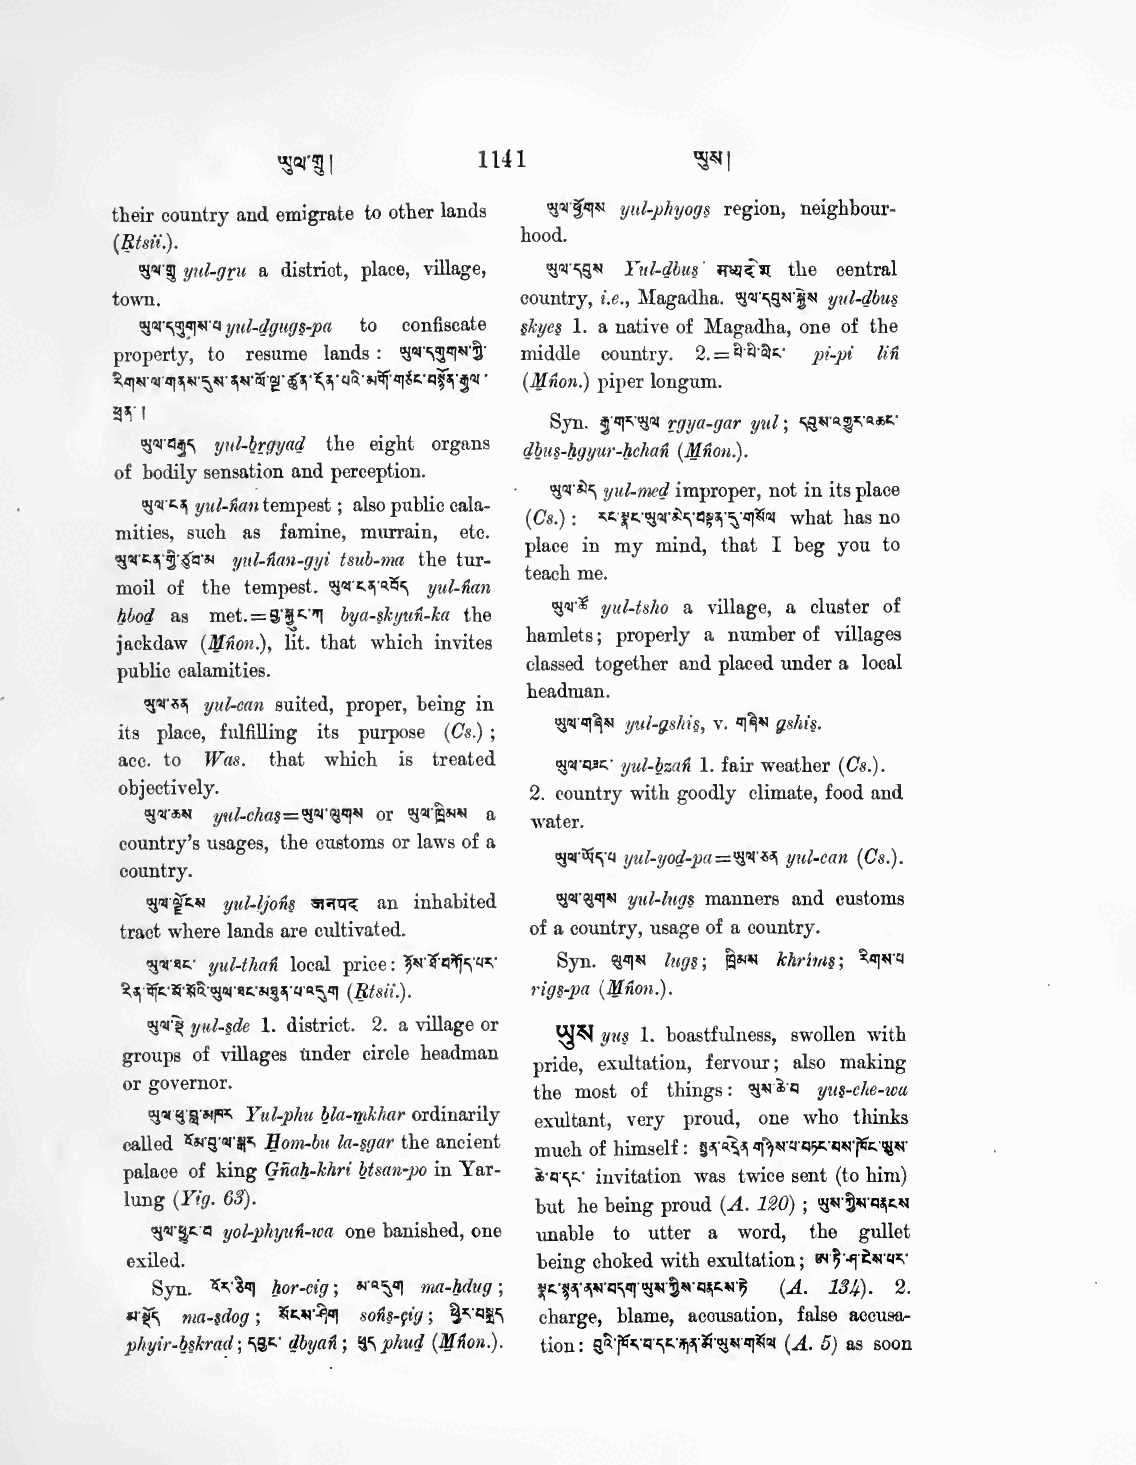 ཡུལ་གྲུ།
1141
ཡུས།
their country and emigrate to other lands
(Rtsii.).
ཡུལ་གྲུ yul-gru a district, place, village,
town.
ཡུལ་དགུགས་པ yul-dgugs-pa to confiscate
property, to resume lands : ཡུལ་དགུགས་ཀྱི་
རིགས་ལ་གནས་དུས་ནས་ལོ་ལྔ་ཚུན་དོན་པའི་མགོ་གཙང་བསྟོན་རྒྱལ་
ཕྲན་ །
ཡུལ་བརྒྱད yul-brgyad the eight organs
of bodily sensation and perception.
ཡུལ་ངན yul-ṅan tempest ; also public cala-
mities, such as famine, murrain, etc.
ཡུལ་ངན་གྱི་ཙུབ་མ yul-ṅan-gyi tsub-ma the tur-
moil of the tempest. ཡུལ་ངན་འབོད yul-ṅan
ḥbod as met.=བྱ་སྐྱུང་ཀ bya-skyuṅ-ka the
jackdaw (Mṅon.), lit. that which invites
public calamities.
ཡུལ་ཅན yul-can suited, proper, being in
its place, fulfilling its purpose (Cs.) ;
acc. to Was. that which is treated
objectively.
ཡུལ་ཆས yul-chas=ཡུལ་ལུགས or ཡུལ་ཁྲིམས a
country's usages, the customs or laws of a
country.
ཡུལ་ལྗོངས yul-ljoṅs जनपद an inhabited
tract where lands are cultivated.
ཡུལ་ཐང་ yul-thaṅ local price: ཉོས་ཐོ་བཀོད་པར་
རིན་གོང་སོ་སོའི་ཡུལ་ཐང་མཐུན་པ་འདུག (Rtsii.).
ཡུལ་སྡེ yul-sde 1. district. 2. a village or
groups of villages under circle headman
or governor.
ཡུལ་ཕུ་བླ་མཁར Yul-phu bla-mkhar ordinarily
called འོམ་བུ་ལ་སྒར Ḥom-bu la-sgar the ancient
palace of king Gñaḥ-khri btsan-po in Yar-
lung (Yig. 63).
ཡུལ་ཕྱུང་བ yol-phyuṅ-wa one banished, one
exiled.
Syn. འོར་ཅིག ḥor-cig ; མ་འདུག ma-ḥdug ;
མ་སྡོད ma-sdog ; སོངས་ཤིག soṅs-çig ; ཕྱིར་བསྐྲད
phyir-bskrad ; དབྱང་ dbyaṅ ; ཕུད phud (Mṅon.).
ཡུལ་ཕྱོགས yul-phyogs region, neighbour-
hood.
ཡུལ་དབུས Yul-dbus मध्यदेश the central
country, i.e., Magadha. ཡུལ་དབུས་སྐྱེས yul-dbus
skyes 1. a native of Magadha, one of the
middle country. 2.=པི་པི་ལིང་ pi-pi liṅ
(Mṅon.) piper longum.
Syn. རྒྱ་གར་ཡུལ rgya-gar yul ; དབུས་འགྱུར་འཆང་
dbus-ḥgyur-ḥchaṅ (Mṅon.).
ཡུལ་མེད yul-med improper, not in its place
(Cs.) : རང་སྣང་ཡུལ་མེད་བསྟན་དུ་གསོལ what has no
place in my mind, that I beg you to
teach me.
ཡུལ་ཚོ yul-tsho a village, a cluster of
hamlets; properly a number of villages
classed together and placed under a local
headman.
ཡུལ་གཤིས yul-gshis, v. གཤིས gshis.
ཡུལ་བཟང་ yul-bzaṅ 1. fair weather (Cs.).
2. country with goodly climate, food and
water.
ཡུལ་ཡོད་པ yul-yod-pa=ཡུལ་ཅན yul-can (Cs.).
ཡུལ་ལུགས yul-lugs manners and customs
of a country, usage of a country.
Syn. ལུགས lugs ; ཁྲིམས khrims ; རིགས་པ
rigs-pa (Mṅon.).
ཡུས yus 1. boastfulness, swollen with
pride, exultation, fervour; also making
the most of things: ཡུས་ཆེ་བ yus-che-wa
exultant, very proud, one who thinks
much of himself : སྤྱན་འདྲེན་གཉིས་པ་བཏང་བས་ཁོང་ཡུས་
ཆེ་བ་དང་ invitation was twice sent (to him)
but he being proud (A. 120) ; ཡུས་ཀྱིས་བརྣངས
unable to utter a word, the gullet
being choked with exultation;
སྣང་སྙན་ནས་བདག་ཡུས་ཀྱིས་བརྣངས་ཏེ (A. 134). 2.
charge, blame, accusation, false accusa-
tion: བུའི་ཁོར་བ་དང་རྐན་མོ་ཡུས་གསོལ (A. 5) as soon